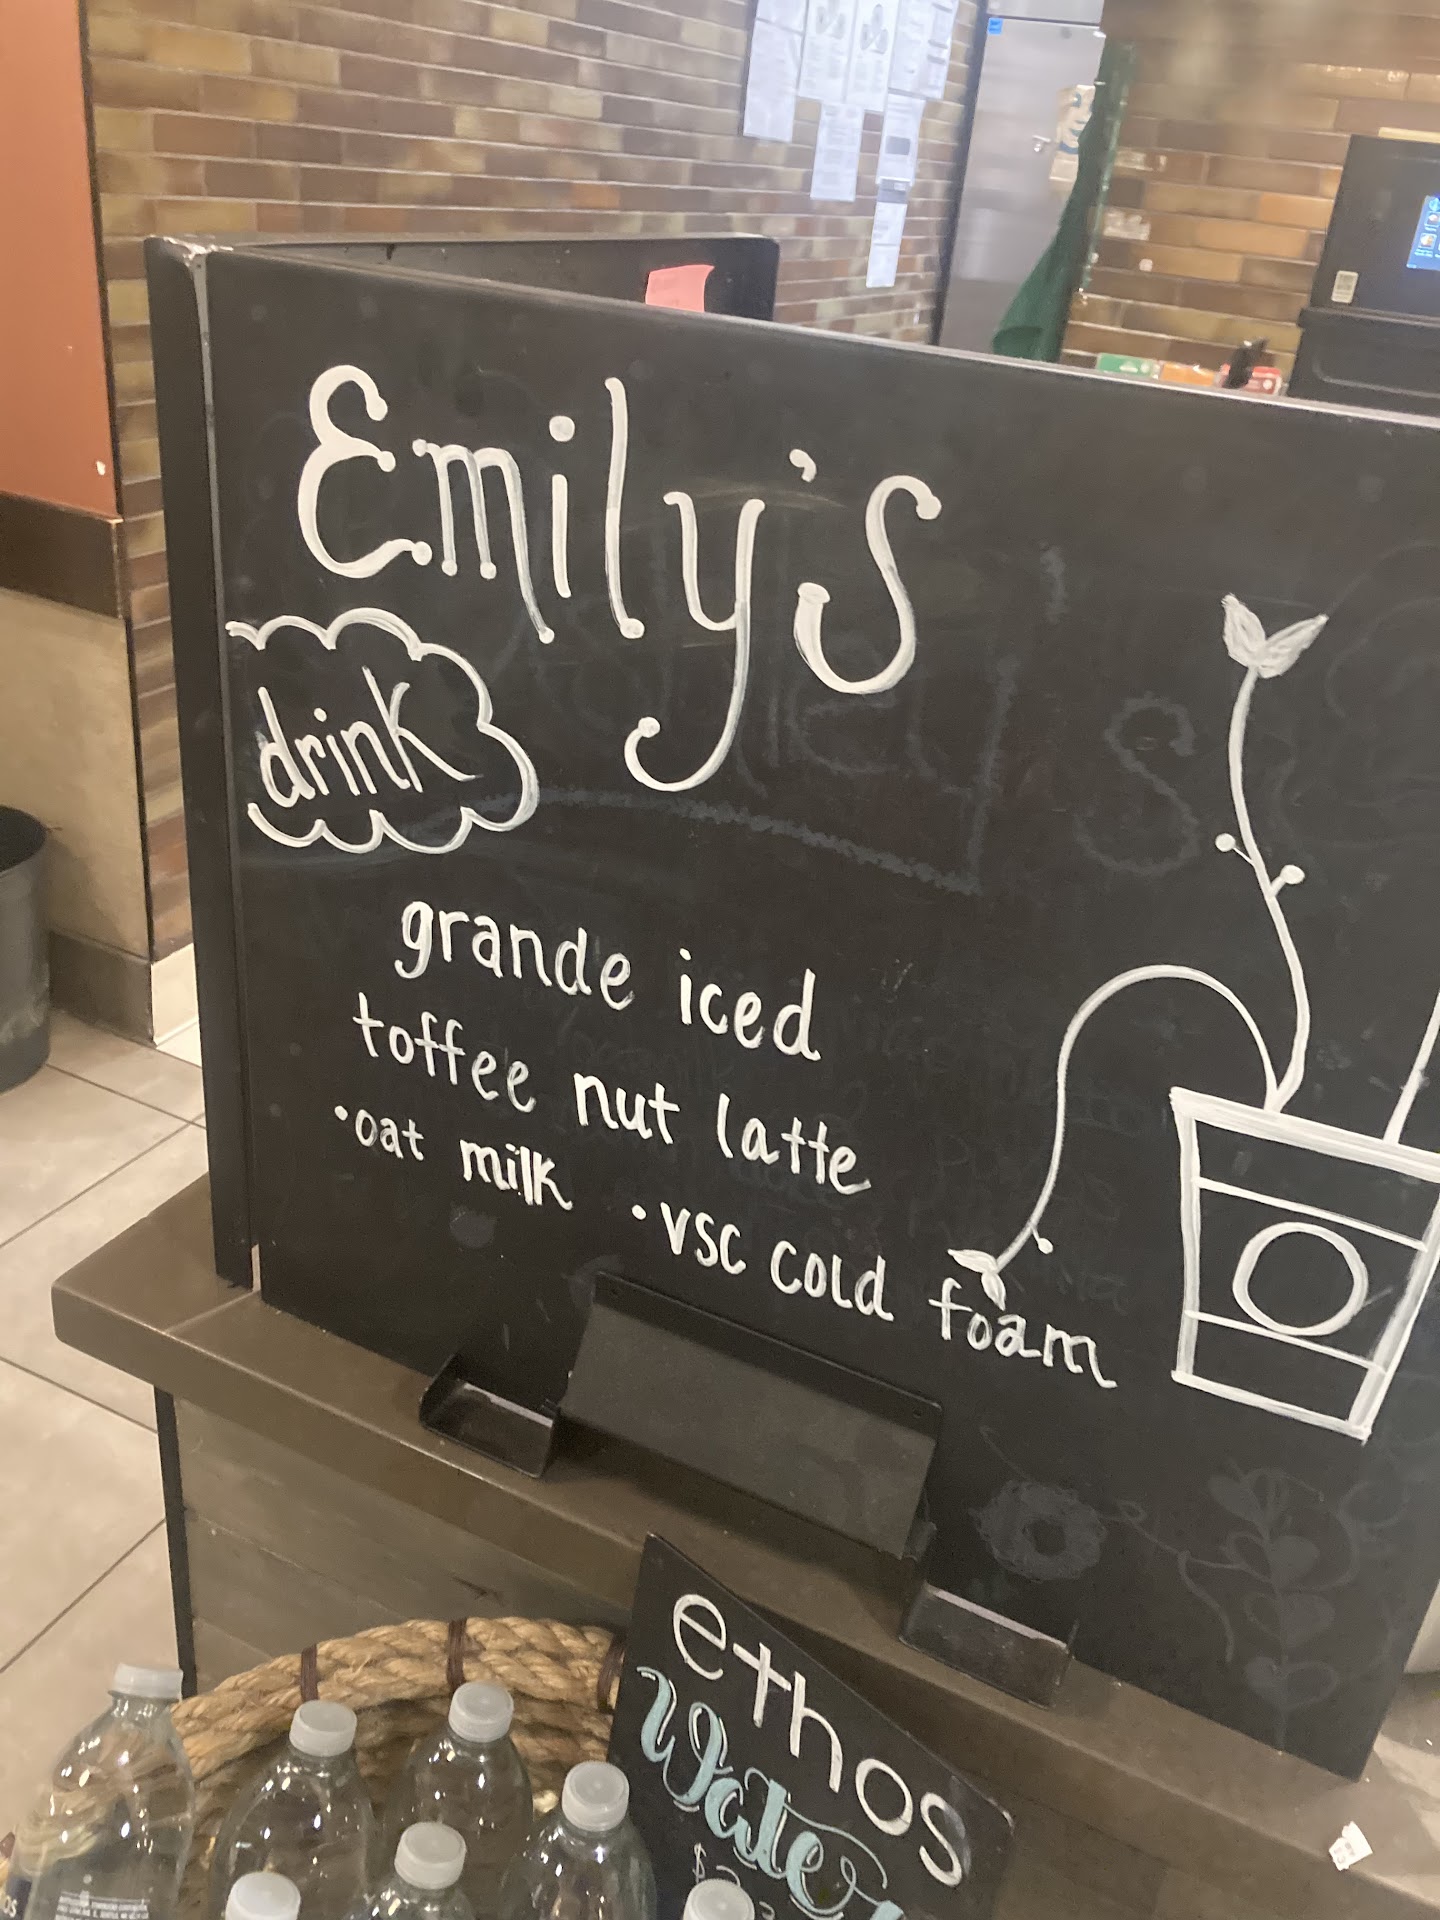 Emily's
drink
grande iced
toffee nut latte
•oat milk •vsc cold foam
ethos
Water